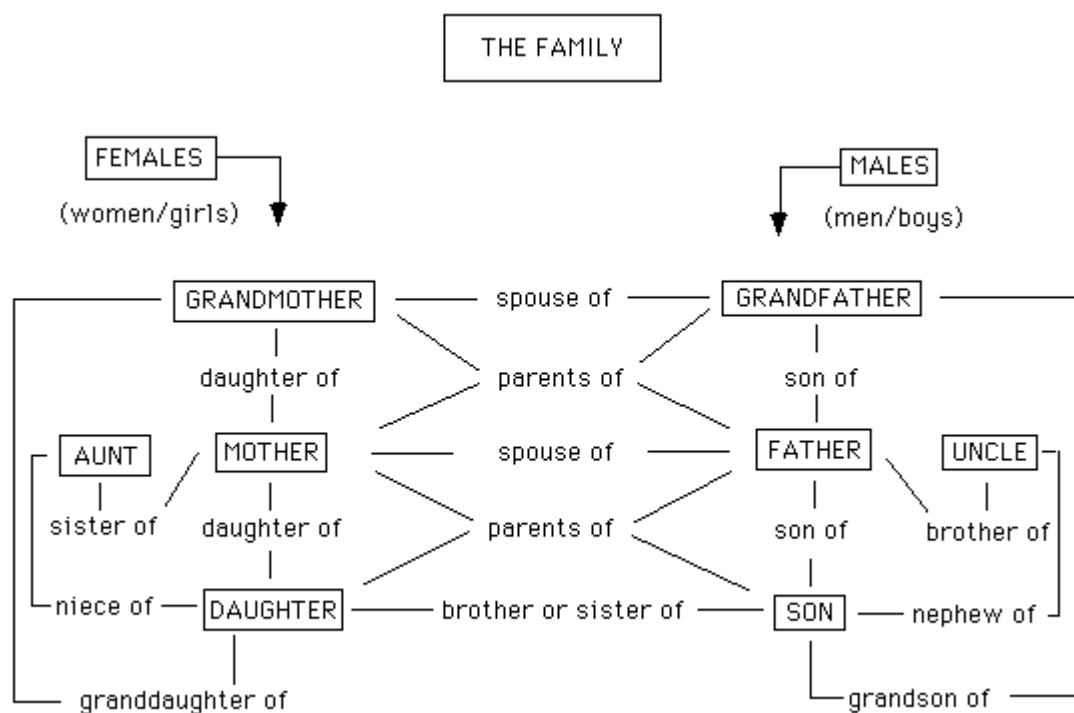 THE FAMILY
FEMALES MALES
(women/girls) (men/boys)
GRANDMOTHER spouse of GRANDFATHER
daughter of parents of son of
AUNT MOTHER spouse of FATHER UNCLE
sister of daughter of parents of son of brother of
niece of DAUGHTER brother or sister of SON nephew of
granddaughter of grandson of